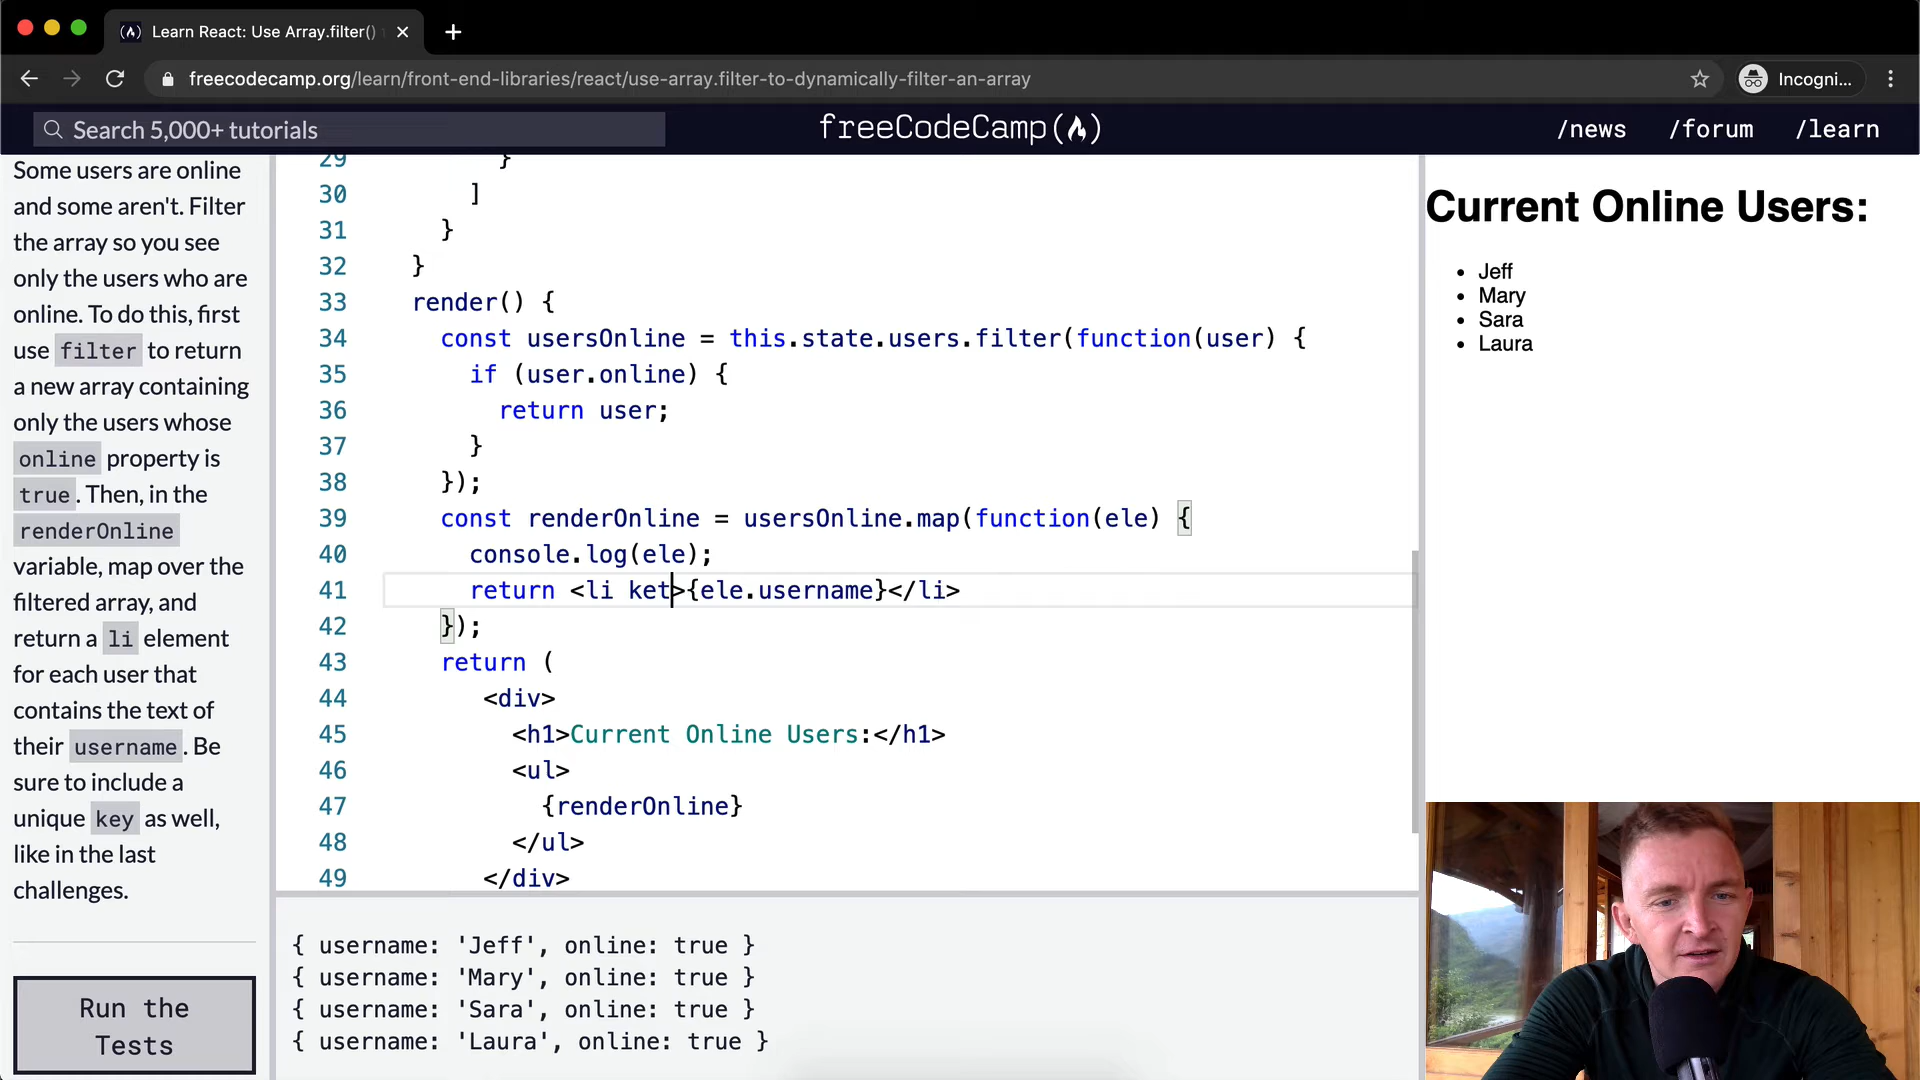 Learn React: Use Array.filter()
freecodecamp.org/learn/front-end-libraries/react/use-array.filter-to-dynamically-filter-an-array
Incogni...
Search 5,000+ tutorials
freeCodeCamp
/news
/forum
/learn
Some users are online
and some aren't. Filter
the array so you see
only the users who are
online. To do this, first
use filter to return
a new array containing
only the users whose
online property is
true. Then, in the
renderOnline
variable, map over the
filtered array, and
return a li element
for each user that
contains the text of
their username. Be
sure to include a
unique key as well,
like in the last
challenges.
Run the
Tests
29 }
30 ]
31 }
32 }
33 render() {
34 const usersOnline = this.state.users.filter(function(user) {
35 if (user.online) {
36 return user;
37 }
38 });
39 const renderOnline = usersOnline.map(function(ele) {
40 console.log(ele);
41 return <li ket>{ele.username}</li>
42 });
43 return (
44 <div>
45 <h1>Current Online Users:</h1>
46 <ul>
47 {renderOnline}
48 </ul>
49 </div>
{ username: 'Jeff', online: true }
{ username: 'Mary', online: true }
{ username: 'Sara', online: true }
{ username: 'Laura', online: true }
Current Online Users:
Jeff
Mary
Sara
Laura